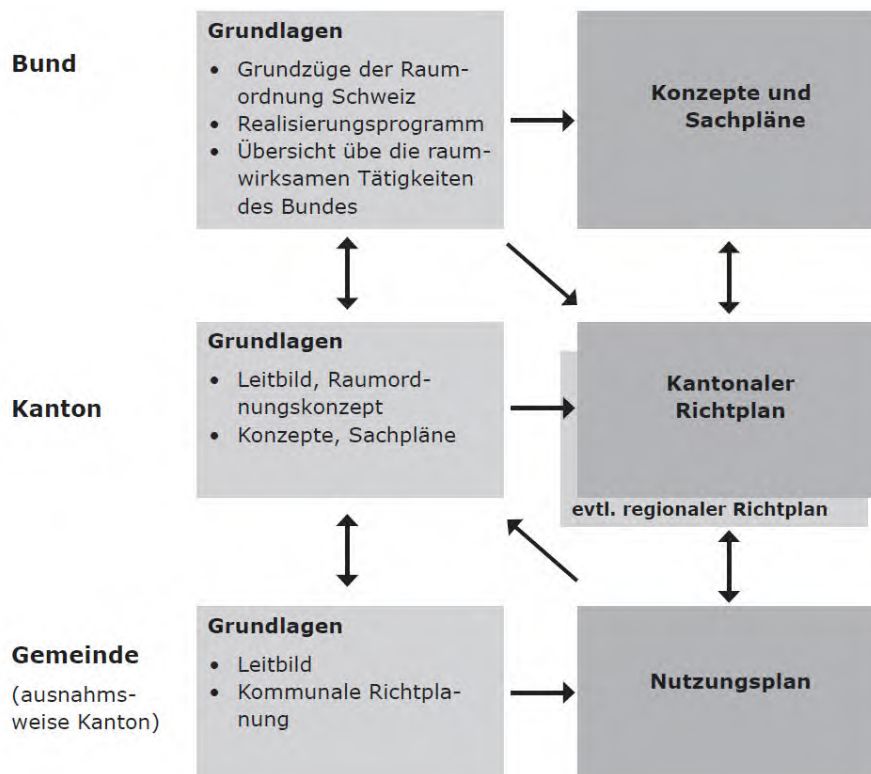 Bund
Grundlagen
• Grundzüge der Raum-
ordnung Schweiz
• Realisierungsprogramm
• Übersicht übe die raum-
wirksamen Tätigkeiten
des Bundes
Konzepte und
Sachpläne
Kanton
Grundlagen
• Leitbild, Raumord-
nungskonzept
• Konzepte, Sachpläne
Kantonaler
Richtplan
evtl. regionaler Richtplan
Gemeinde
(ausnahms-
weise Kanton)
Grundlagen
• Leitbild
• Kommunale Richtpla-
nung
Nutzungsplan